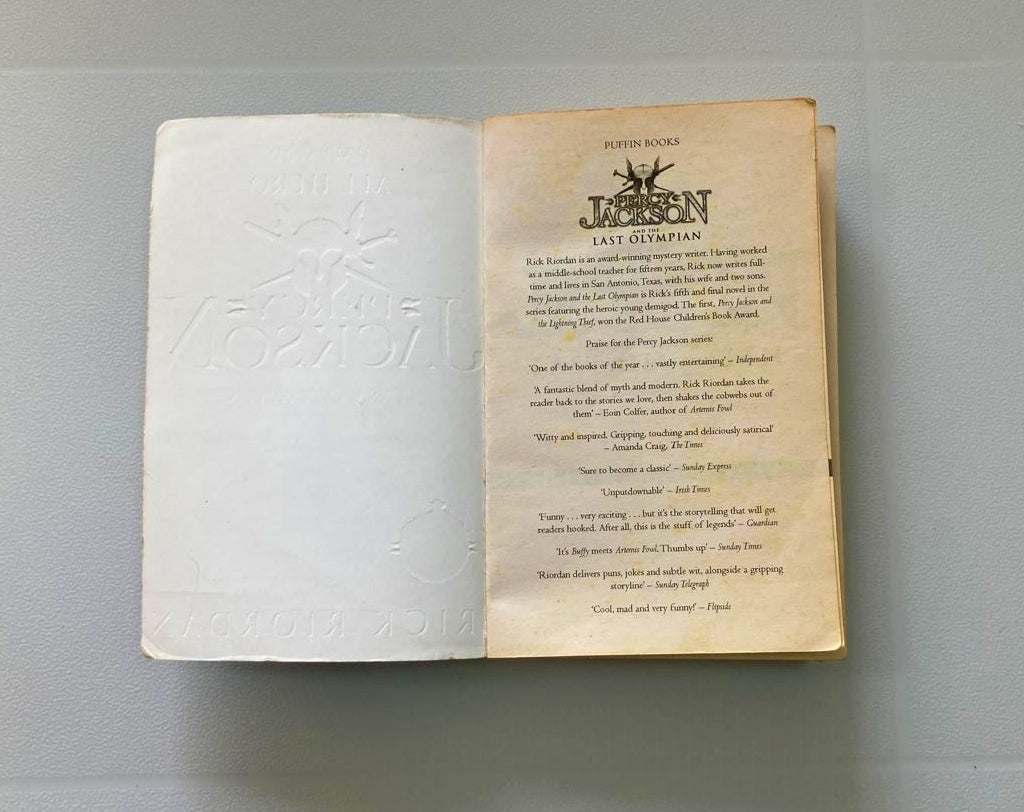 HALF GOD
ALL HERO
PERCY
JACKSON
RICK RIORDAN
PUFFIN BOOKS
PERCY
JACKSON
AND THE
LAST OLYMPIAN
Rick Riordan is an award-winning mystery writer. Having worked
as a middle-school teacher for fifteen years, Rick now writes full-
time and lives in San Antonio, Texas, with his wife and two sons.
Percy Jackson and the Last Olympian is Rick's fifth and final novel in the
series featuring the heroic young demigod. The first, Percy Jackson and
the Lightning Thief, won the Red House Children's Book Award.
Praise for the Percy Jackson series:
'One of the books of the year . . . vastly entertaining' – Independent
'A fantastic blend of myth and modern. Rick Riordan takes the
reader back to the stories we love, then shakes the cobwebs out of
them' – Eoin Colfer, author of Artemis Fowl
'Witty and inspired. Gripping, touching and deliciously satirical'
– Amanda Craig, The Times
'Sure to become a classic' – Sunday Express
'Unputdownable' – Irish Times
'Funny . . . very exciting . . . but it's the storytelling that will get
readers hooked. After all, this is the stuff of legends' – Guardian
'It's Buffy meets Artemis Fowl. Thumbs up' – Sunday Times
'Riordan delivers puns, jokes and subtle wit, alongside a gripping
storyline' – Sunday Telegraph
'Cool, mad and very funny!' – Flipside